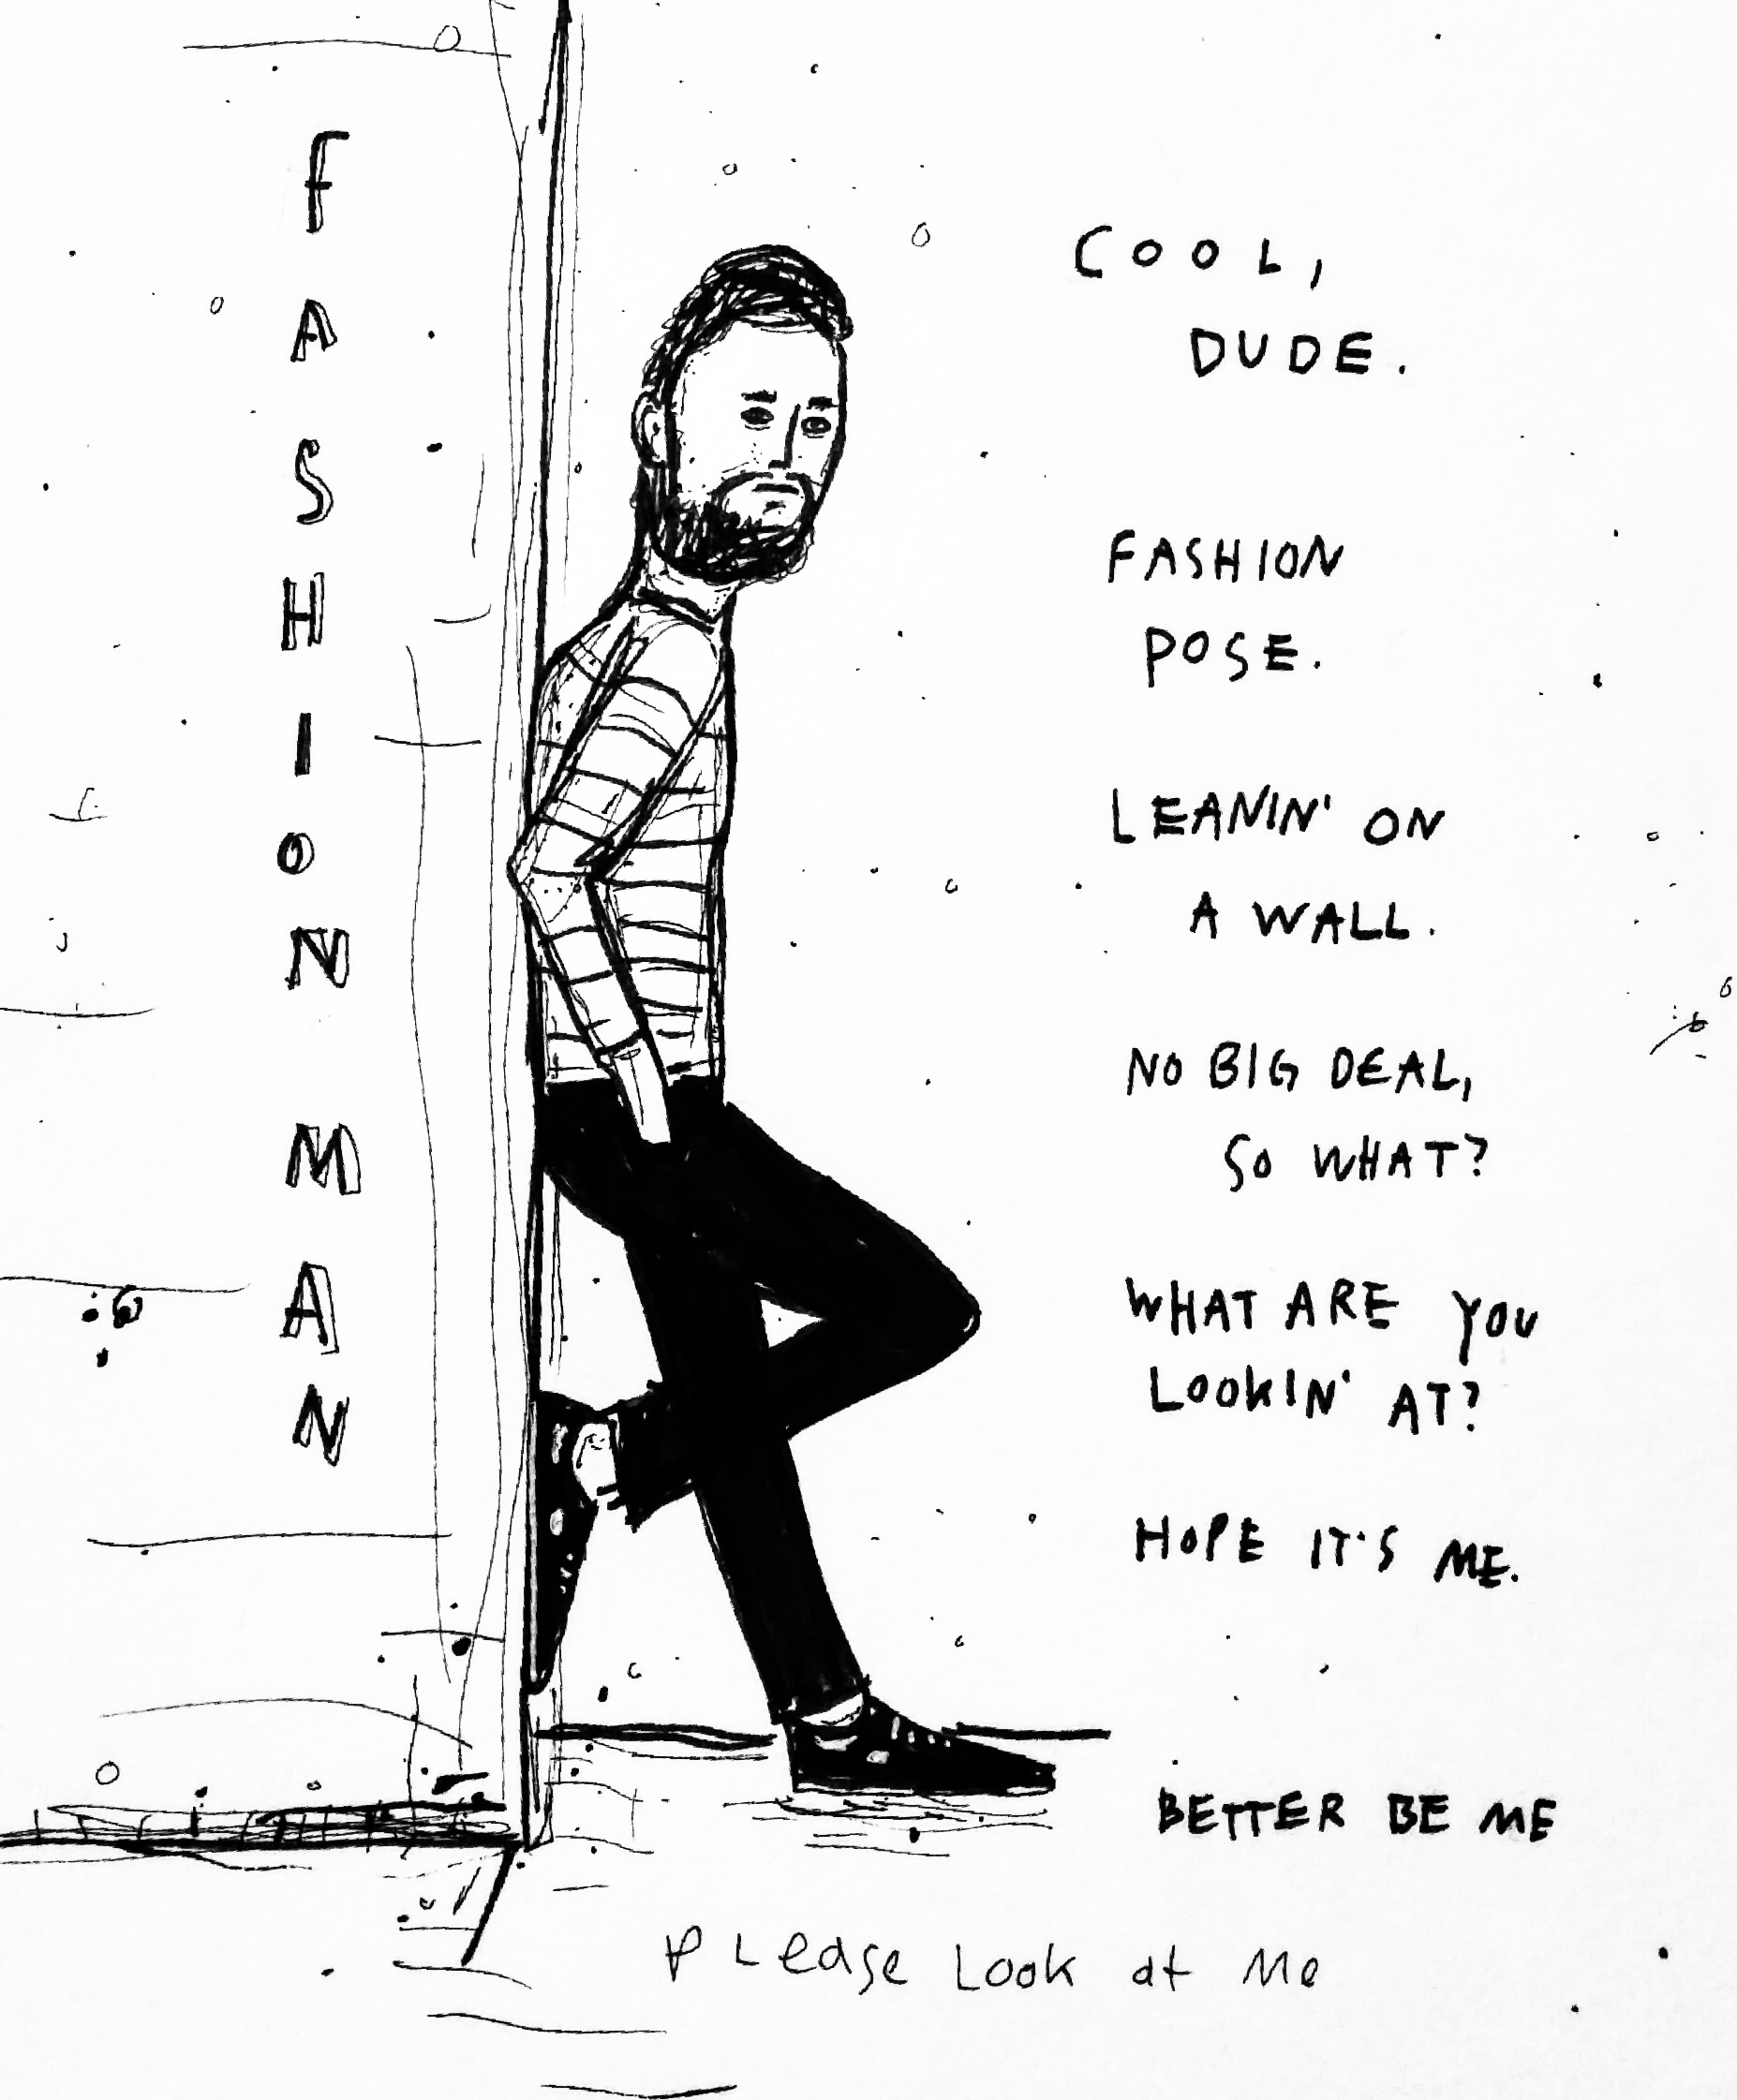 FASHION MAN
COOL,
DUDE.
FASHION
POSE.
LEANIN' ON
A WALL.
NO BIG DEAL,
SO WHAT?
WHAT ARE YOU
LOOKIN' AT?
HOPE IT'S ME.
BETTER BE ME
PLease Look at Me